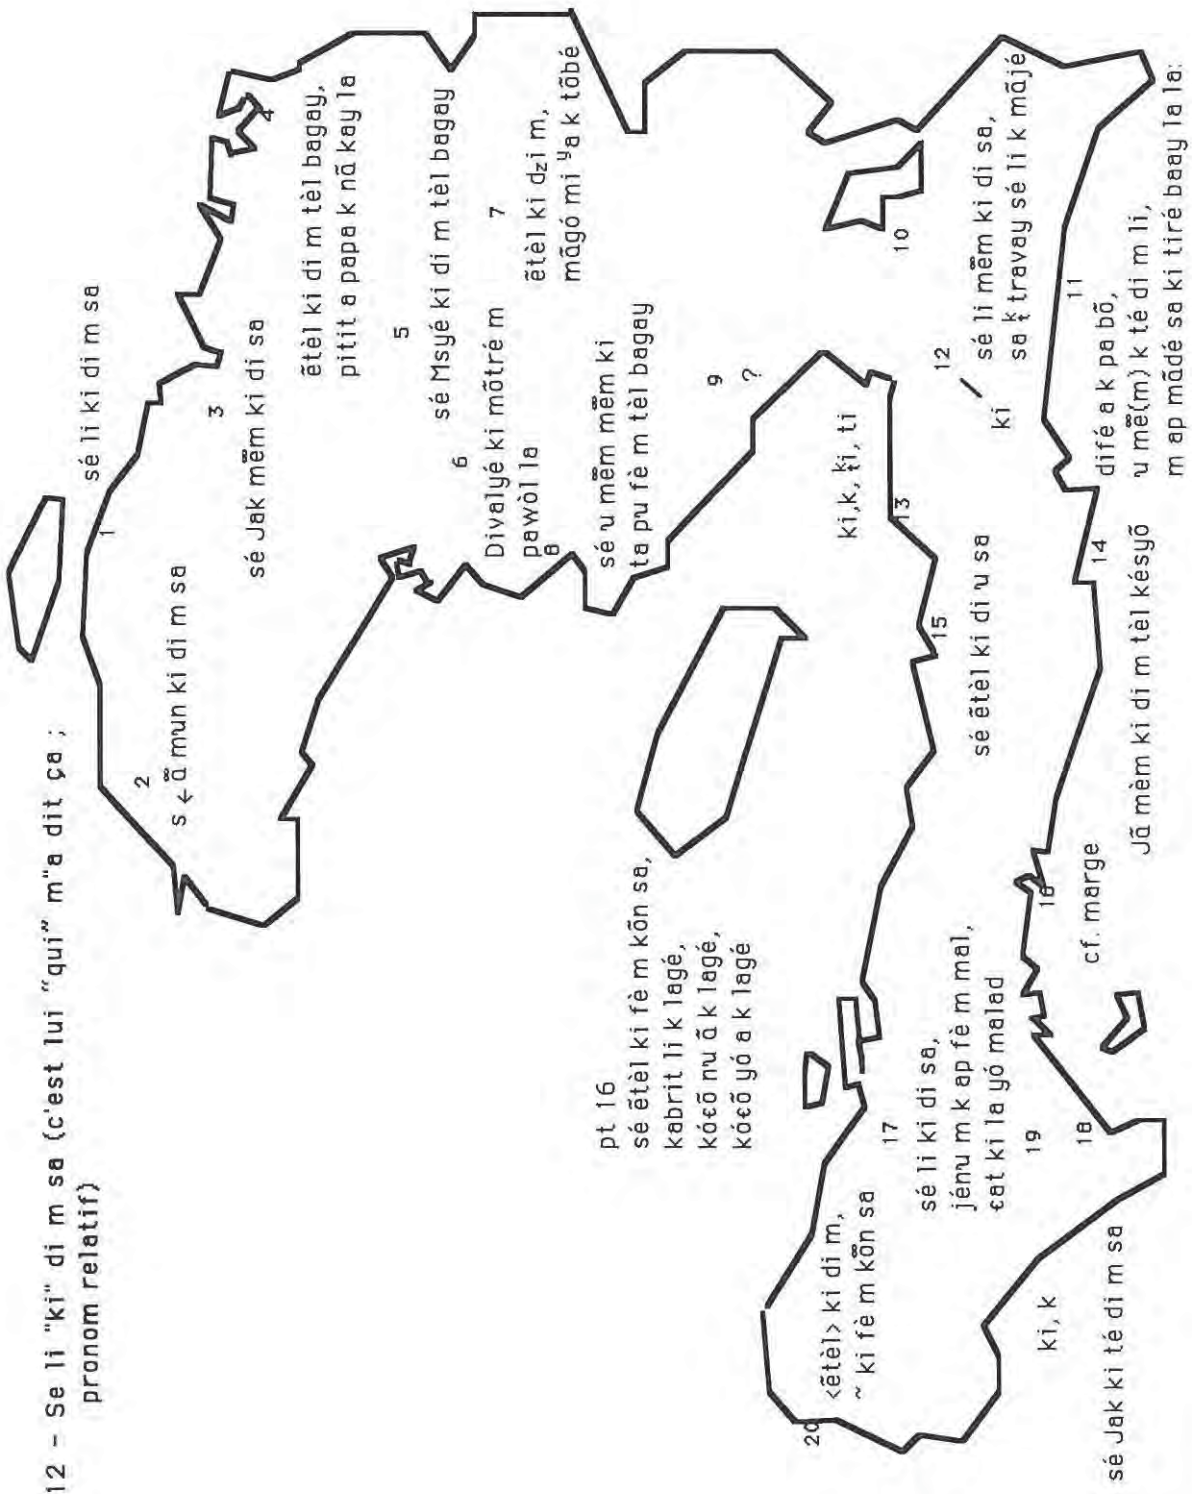 12 - Se li "ki" di m sa (c'est lui "qui" m"a dit ça ;
pronom relatif)
1
sé li ki di m sa
2
s ← ã mun ki di m sa
3
sé Jak mẽm ki di sa
4
ẽtèl ki di m tèl bagay,
pitit a papa k nã kay la
5
sé Msyé ki di m tèl bagay
6
Divalyé ki mõtré m
pawòl la
7
ẽtèl ki dzi m,
mãgó mi ʸa k tõbé
8
sé u mẽm mẽm ki
ta pu fè m tèl bagay
9
?
10
ki,k, ᵏi, ti
12
ki
sé li mẽm ki di sa,
sa k travay sé li k mãjé
11
difé a k pa bõ,
u mẽ(m) k té di m li,
m ap mãdé sa ki tiré baay la la:
13
14
15
sé ẽtèl ki di u sa
Jã mèm ki di m tèl késyõ
pt 16
sé ẽtèl ki fè m kõn sa,
kabrit li k lagé,
kóɛõ nu ã k lagé,
kóɛõ yó a k lagé
16
cf. marge
17
sé li ki di sa,
jénu m k ap fè m mal,
ɛat ki la yó malad
19
18
20
<ẽtèl> ki di m,
~ ki fè m kõn sa
ki, k
sé Jak ki té di m sa